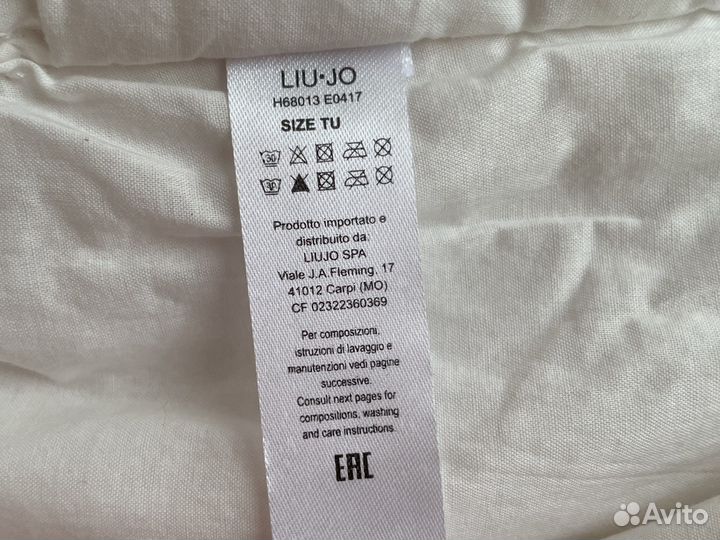 LIU•JO
H68013 E0417
SIZE TU
30
30
Prodotto importato e
distribuito da:
LIUJO SPA
Viale J.A.Fleming, 17
41012 Carpi (MO)
CF 02322360369
Per composizioni,
istruzioni di lavaggio e
manutenzioni vedi pagine
successive.
Consult next pages for
compositions, washing
and care instructions.
EAC
Avito